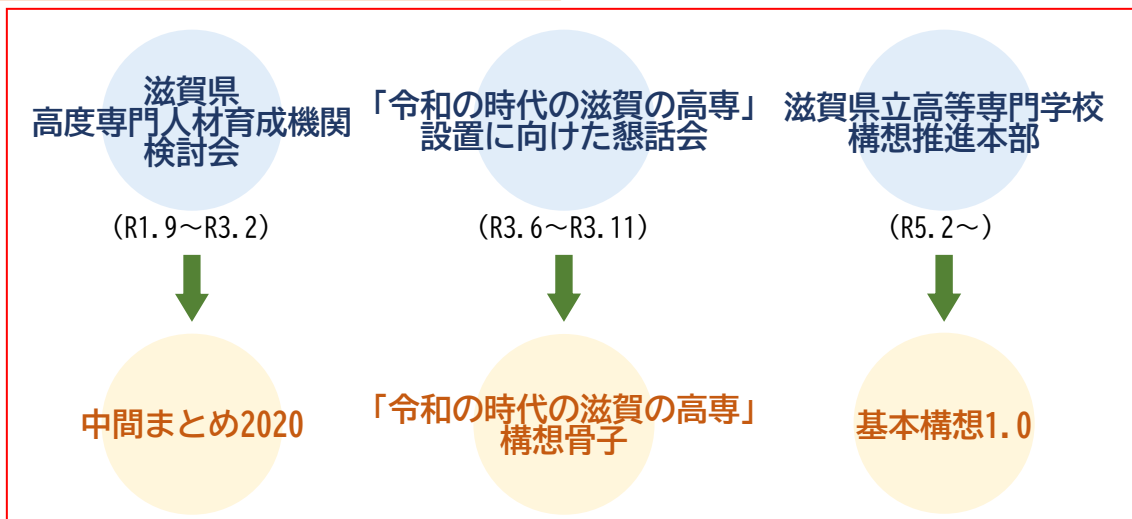 滋賀県
高度専門人材育成機関
検討会
(R1.9～R3.2)
中間まとめ2020
「令和の時代の滋賀の高専」
設置に向けた懇話会
(R3.6～R3.11)
「令和の時代の滋賀の高専」
構想骨子
滋賀県立高等専門学校
構想推進本部
(R5.2～)
基本構想1.0